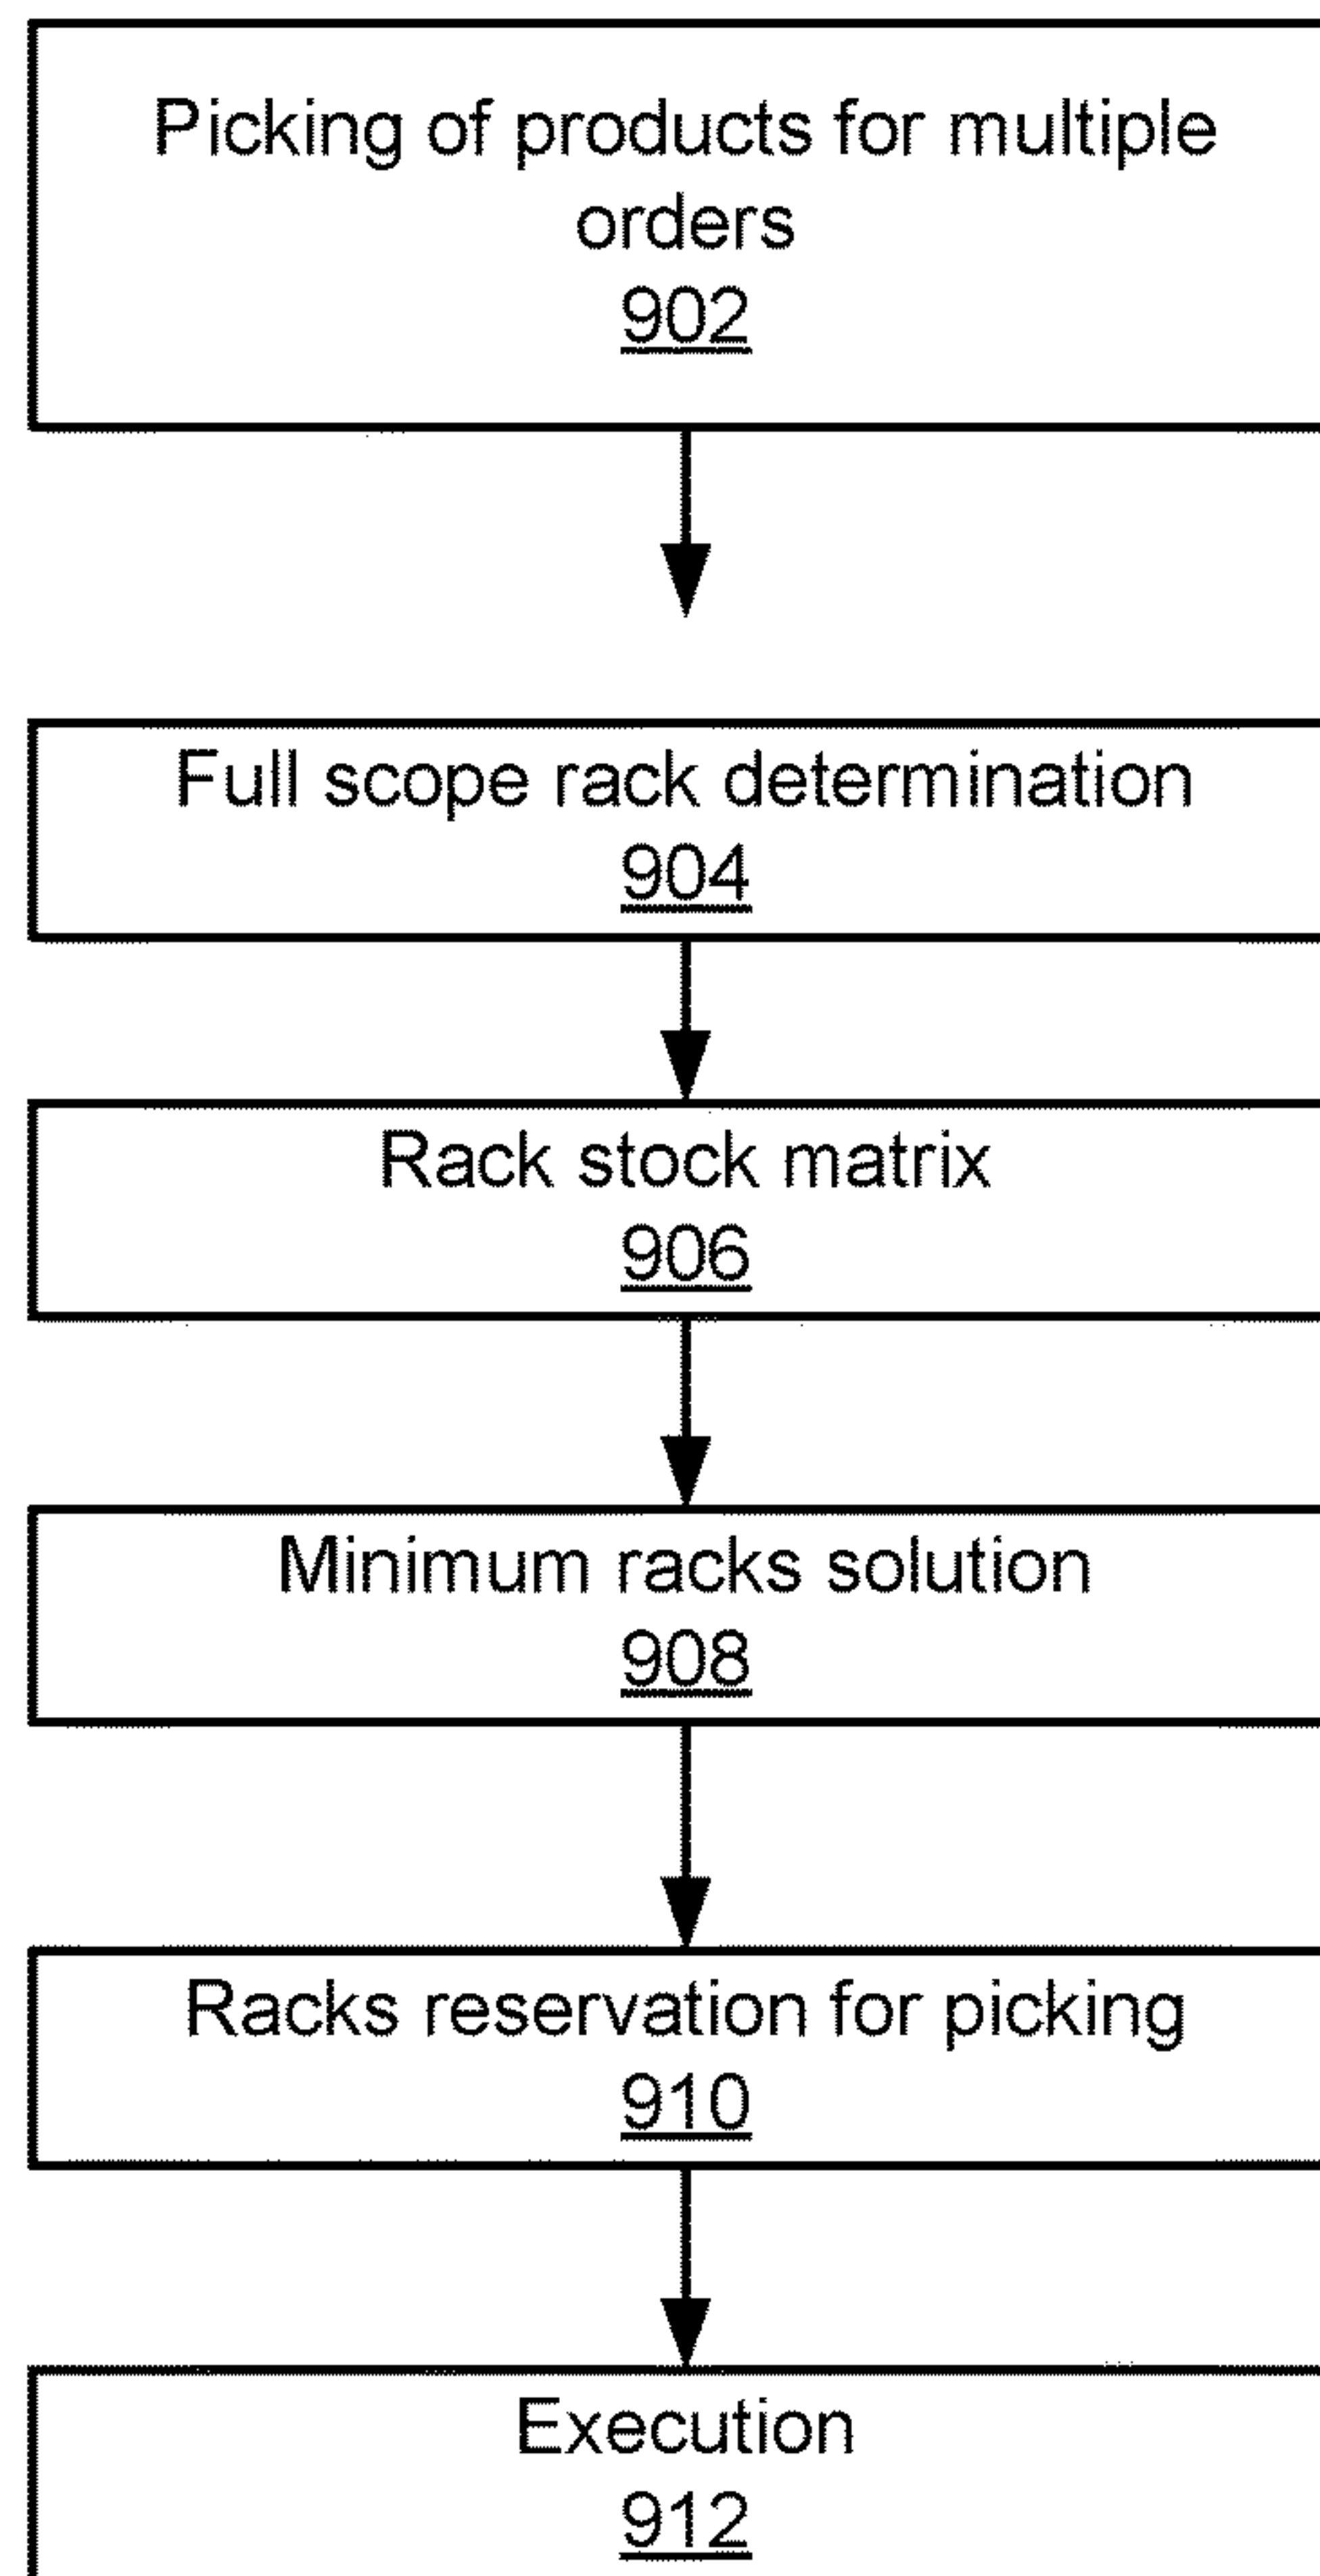 Picking of products for multiple
orders
902
Full scope rack determination
904
Rack stock matrix
906
Minimum racks solution
908
Racks reservation for picking
910
Execution
912